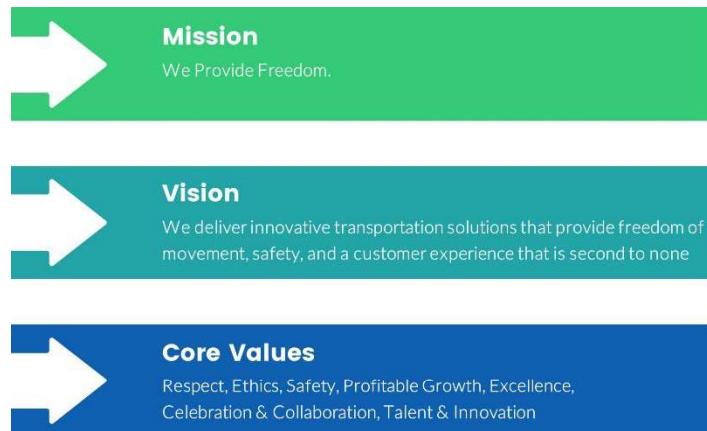 Mission
We Provide Freedom.
Vision
We deliver innovative transportation solutions that provide freedom of
movement, safety, and a customer experience that is second to none
Core Values
Respect, Ethics, Safety, Profitable Growth, Excellence,
Celebration & Collaboration, Talent & Innovation